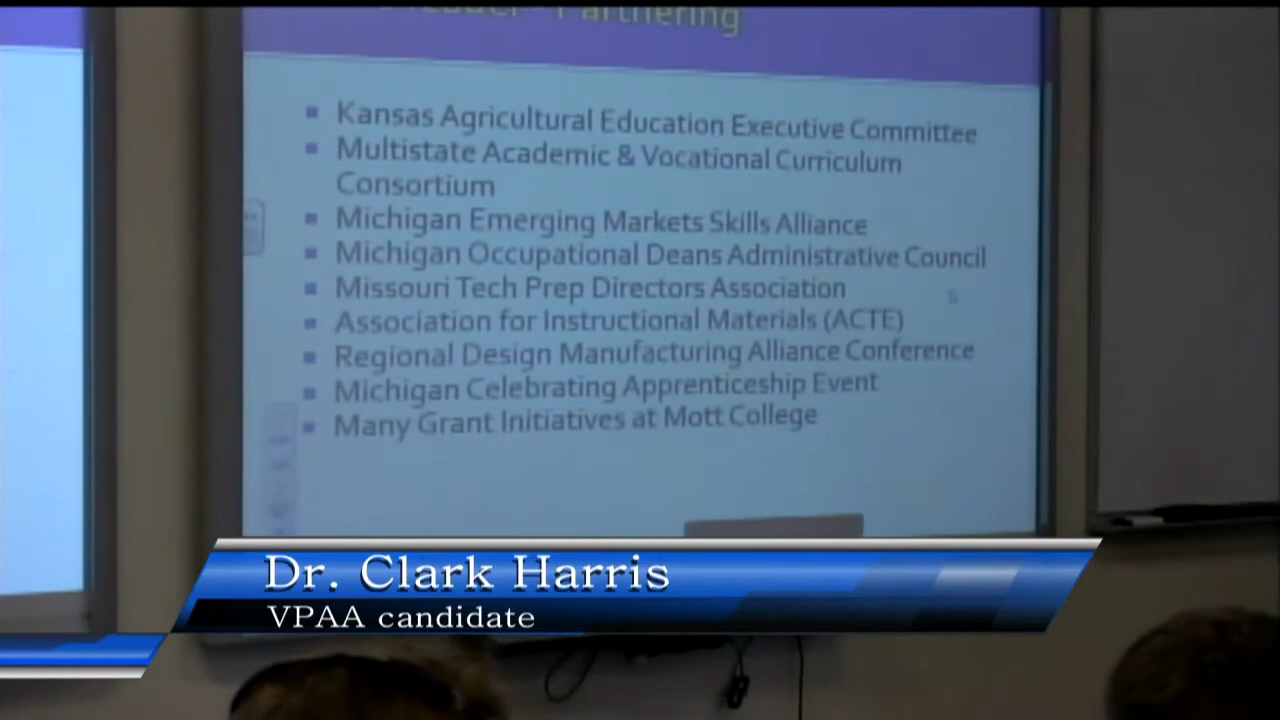 - Partnering
Kansas Agricultural Education Executive Committee
Multistate Academic & Vocational Curriculum
Consortium
Michigan Emerging Markets Skills Alliance
Michigan Occupational Deans Administrative Council
Missouri Tech Prep Directors Association
Association for Instructional Materials (ACTE)
Regional Design Manufacturing Alliance Conference
Michigan Celebrating Apprenticeship Event
Many Grant Initiatives at Mott College
Dr. Clark Harris
VPAA candidate